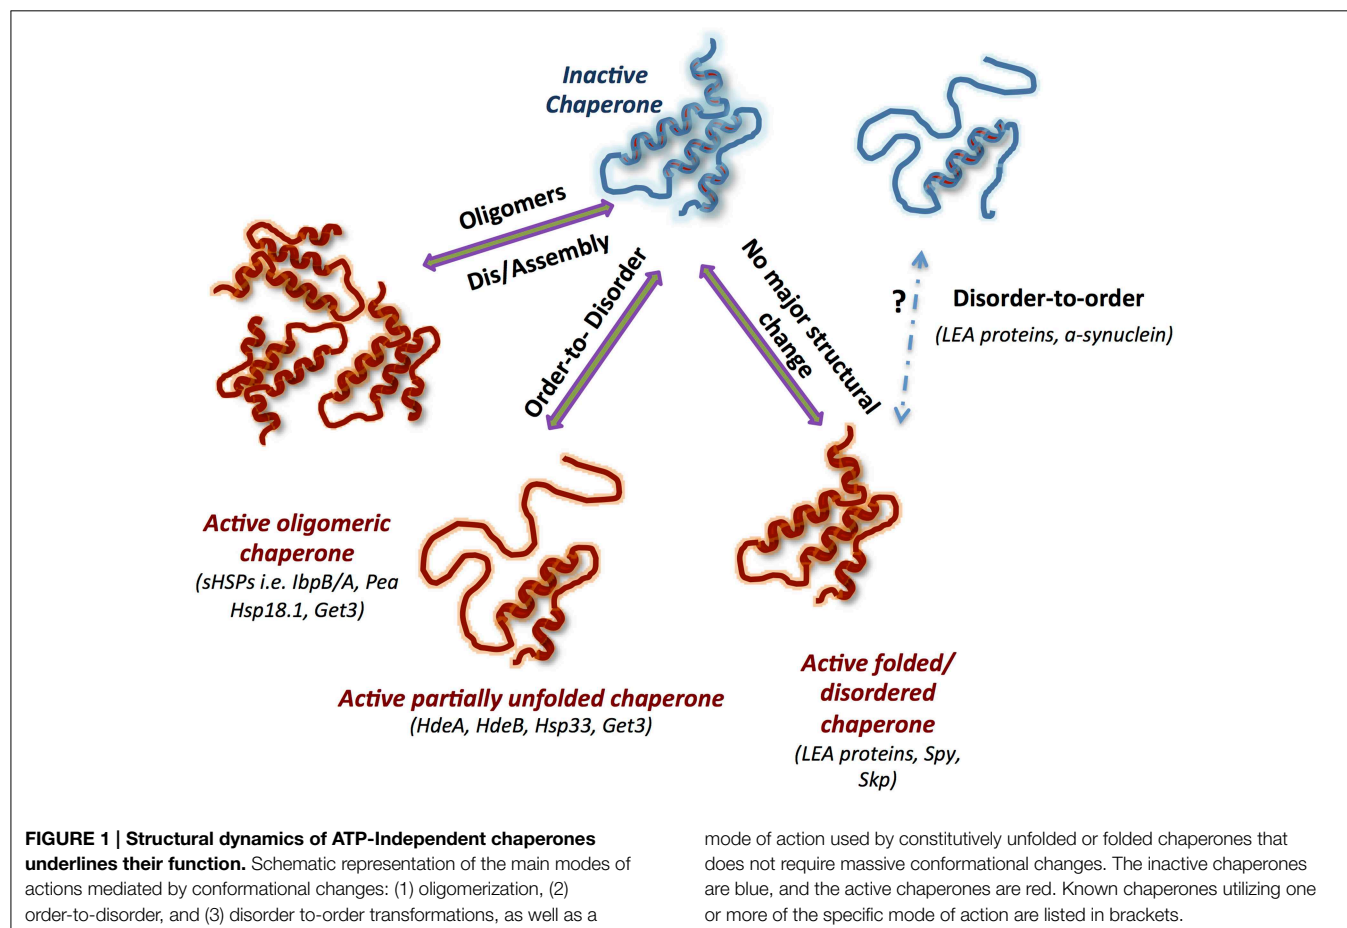 Inactive
Chaperone
Oligomers
Dis/Assembly
Order-to- Disorder
No major structural
change
?
Disorder-to-order
(LEA proteins, α-synuclein)
Active oligomeric
chaperone
(sHSPs i.e. IbpB/A, Pea
Hsp18.1, Get3)
Active partially unfolded chaperone
(HdeA, HdeB, Hsp33, Get3)
Active folded/
disordered
chaperone
(LEA proteins, Spy,
Skp)
FIGURE 1 | Structural dynamics of ATP-Independent chaperones
underlines their function. Schematic representation of the main modes of
actions mediated by conformational changes: (1) oligomerization, (2)
order-to-disorder, and (3) disorder to-order transformations, as well as a
mode of action used by constitutively unfolded or folded chaperones that
does not require massive conformational changes. The inactive chaperones
are blue, and the active chaperones are red. Known chaperones utilizing one
or more of the specific mode of action are listed in brackets.